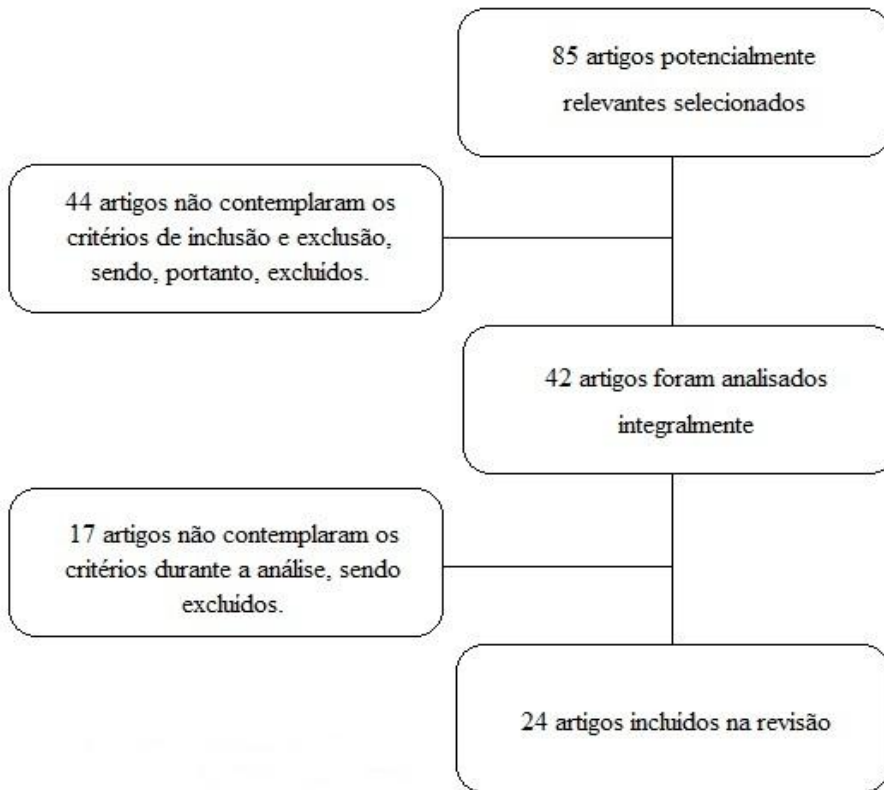 85 artigos potencialmente
relevantes selecionados
44 artigos não contemplaram os
critérios de inclusão e exclusão,
sendo, portanto, excluídos.
42 artigos foram analisados
integralmente
17 artigos não contemplaram os
critérios durante a análise, sendo
excluídos.
24 artigos incluídos na revisão